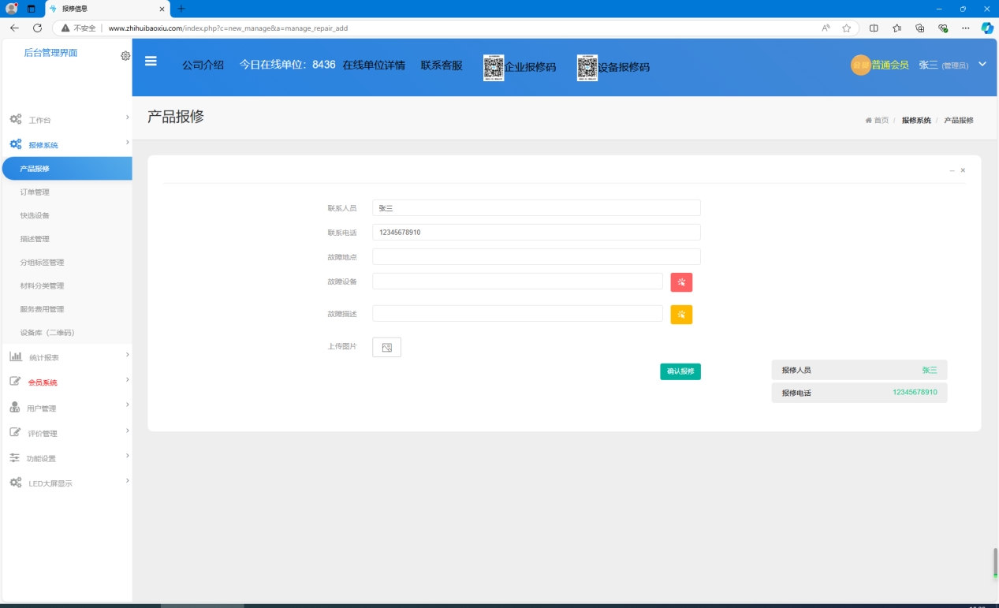 报修信息
不安全 www.zhihuibaoxiu.com/index.php?c=new_manage&a=manage_repair_add
后台管理界面
公司介绍 今日在线单位：8436 在线单位详情 联系客服 企业报修码 设备报修码
普通会员 张三 (管理员)
产品报修
首页 / 报修系统 / 产品报修
工作台
报修系统
产品报修
订单管理
快选设备
描述管理
分组标签管理
材料分类管理
服务费用管理
设备库（二维码）
统计报表
会员系统
用户管理
评价管理
功能设置
LED大屏显示
联系人员 张三
联系电话 12345678910
故障地点
故障设备
故障描述
上传图片
确认报修
报修人员 张三
报修电话 12345678910